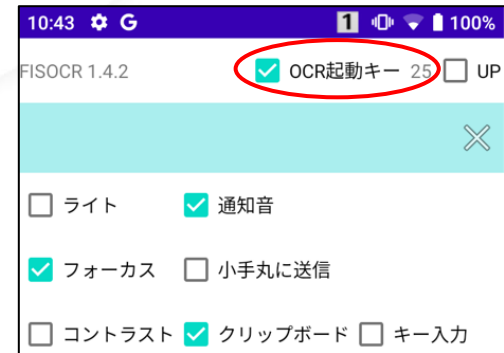 10:43 G 1 100%
FISOCR 1.4.2 OCR起動キー 25 UP
ライト 通知音
フォーカス 小手丸に送信
コントラスト クリップボード キー入力